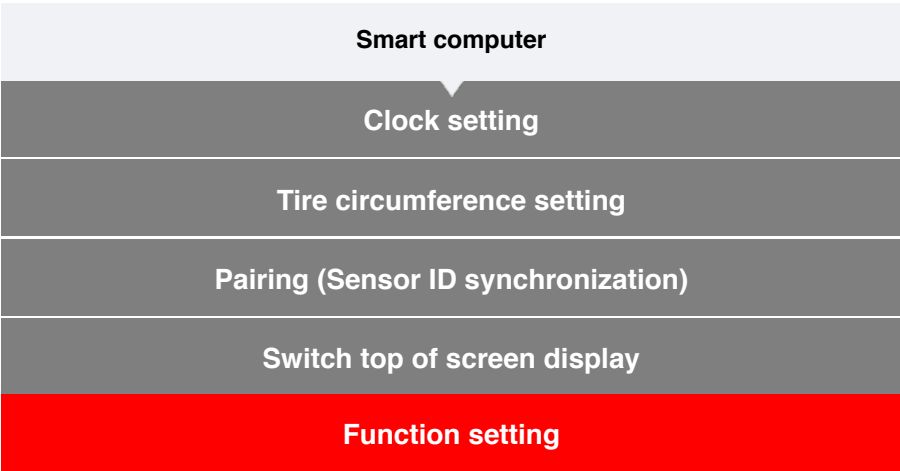 Smart computer
Clock setting
Tire circumference setting
Pairing (Sensor ID synchronization)
Switch top of screen display
Function setting